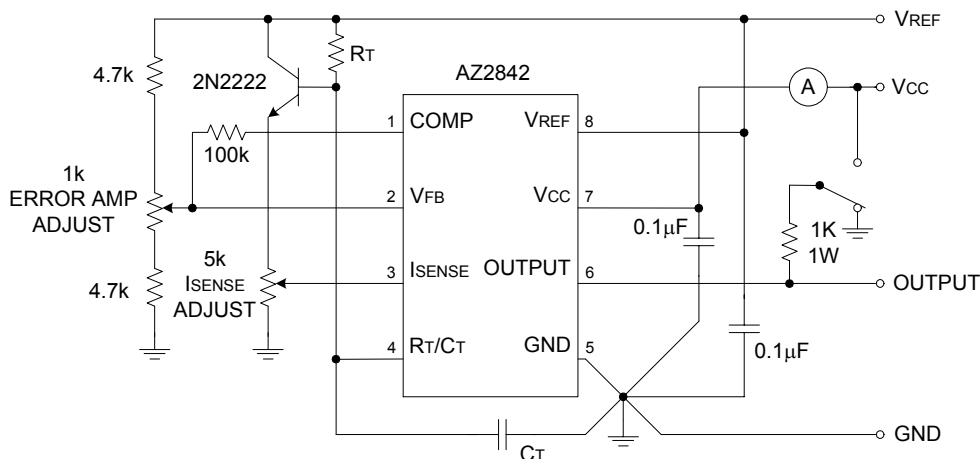 VREF
RT
4.7k
2N2222
AZ2842
A
VCC
1
COMP
VREF
8
100k
1k
ERROR AMP
ADJUST
2
VFB
VCC
7
0.1µF
1K
1W
5k
ISENSE
ADJUST
3
ISENSE
OUTPUT
6
OUTPUT
4.7k
4
RT/CT
GND
5
0.1µF
CT
GND